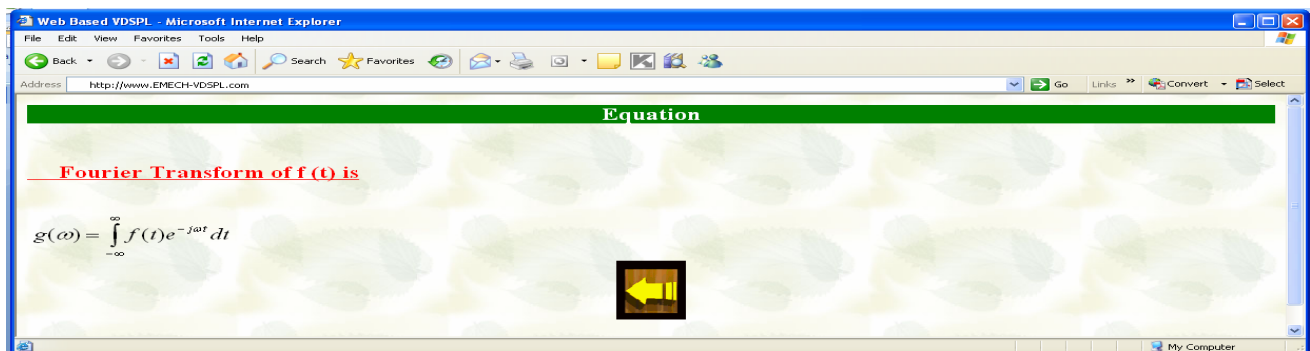 Web Based VDSPL - Microsoft Internet Explorer
File Edit View Favorites Tools Help
Back Search Favorites
Address http://www.EMECH-VDSPL.com Go Links » Convert Select
Equation
Fourier Transform of f (t) is
g(ω) = ∫_{-∞}^{∞} f(t)e^{-jωt} dt
My Computer